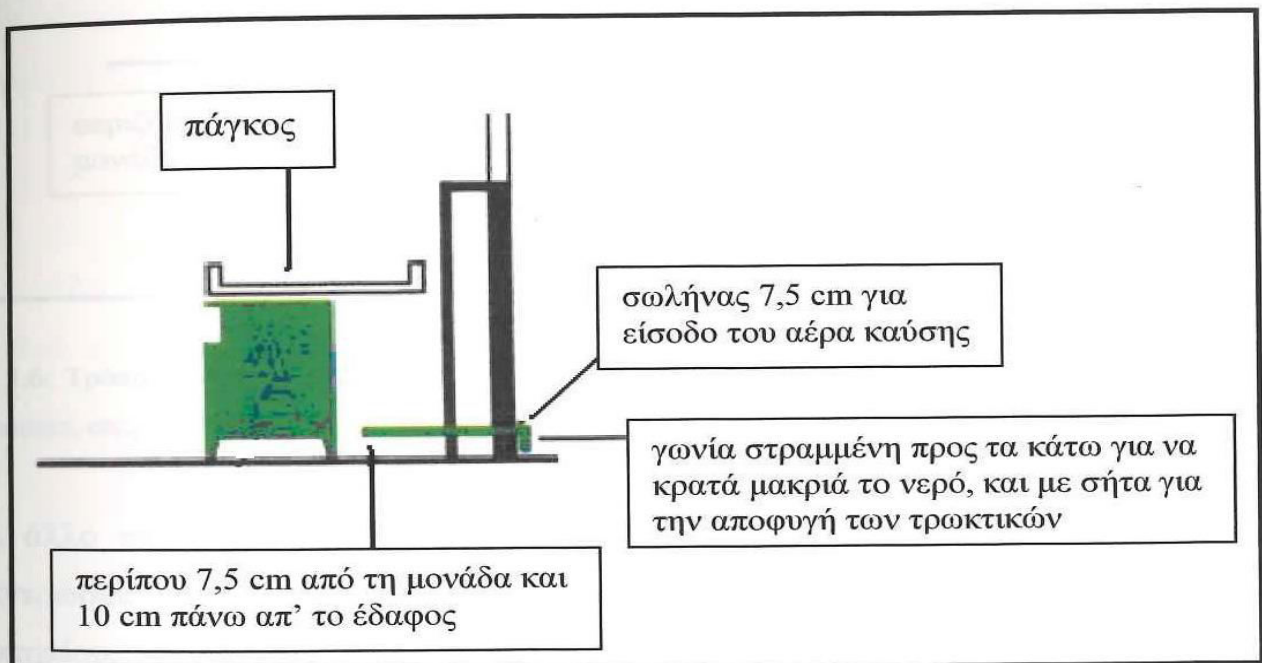 πάγκος
σωλήνας 7,5 cm για
είσοδο του αέρα καύσης
γωνία στραμμένη προς τα κάτω για να
κρατά μακριά το νερό, και με σήτα για
την αποφυγή των τρωκτικών
περίπου 7,5 cm από τη μονάδα και
10 cm πάνω απ’ το έδαφος